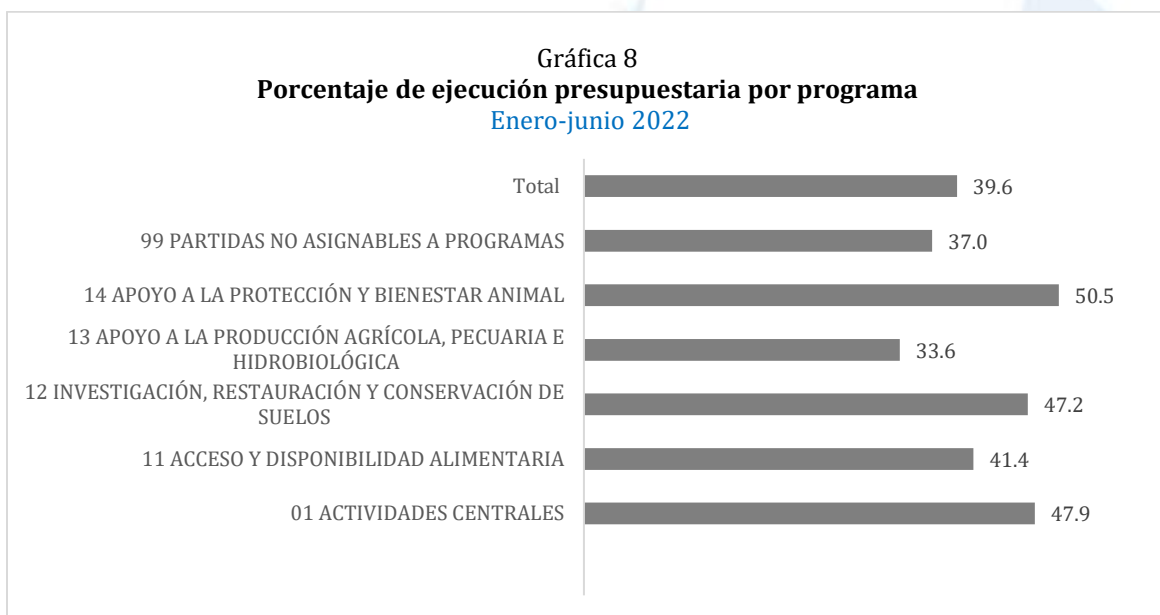 Gráfica 8
Porcentaje de ejecución presupuestaria por programa
Enero-junio 2022
Total
39.6
99 PARTIDAS NO ASIGNABLES A PROGRAMAS
37.0
14 APOYO A LA PROTECCIÓN Y BIENESTAR ANIMAL
50.5
13 APOYO A LA PRODUCCIÓN AGRÍCOLA, PECUARIA E
HIDROBIOLÓGICA
33.6
12 INVESTIGACIÓN, RESTAURACIÓN Y CONSERVACIÓN DE
SUELOS
47.2
11 ACCESO Y DISPONIBILIDAD ALIMENTARIA
41.4
01 ACTIVIDADES CENTRALES
47.9